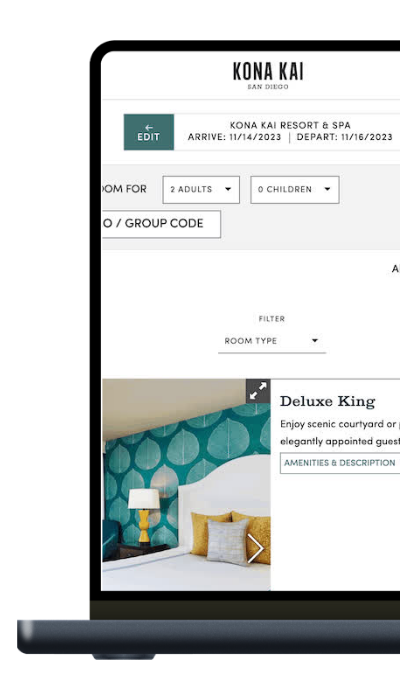 KONA KAI
SAN DIEGO
← EDIT
KONA KAI RESORT & SPA
ARRIVE: 11/14/2023 | DEPART: 11/16/2023
OM FOR
2 ADULTS
0 CHILDREN
O / GROUP CODE
A
FILTER
ROOM TYPE
Deluxe King
Enjoy scenic courtyard or
elegantly appointed guest
AMENITIES & DESCRIPTION